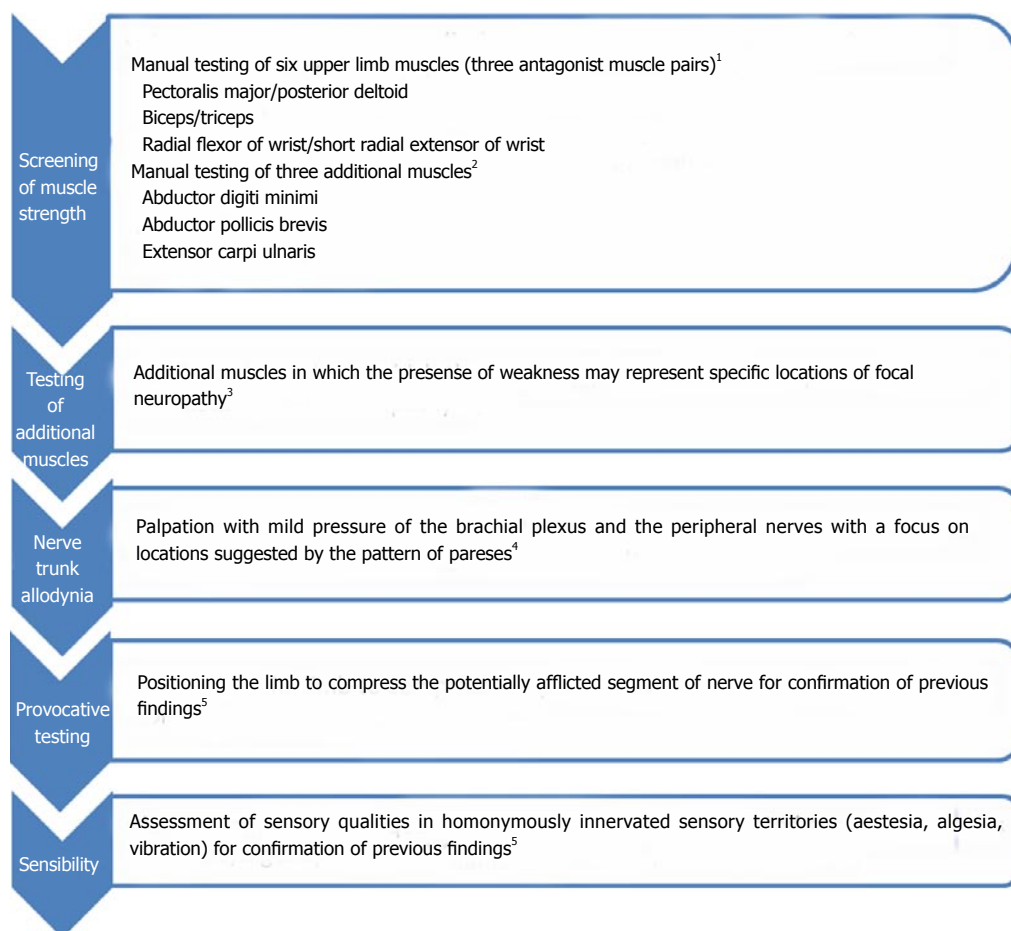 Screening
of muscle
strength
Manual testing of six upper limb muscles (three antagonist muscle pairs)1
Pectoralis major/posterior deltoid
Biceps/triceps
Radial flexor of wrist/short radial extensor of wrist
Manual testing of three additional muscles2
Abductor digiti minimi
Abductor pollicis brevis
Extensor carpi ulnaris
Testing
of
additional
muscles
Additional muscles in which the presense of weakness may represent specific locations of focal
neuropathy3
Nerve
trunk
allodynia
Palpation with mild pressure of the brachial plexus and the peripheral nerves with a focus on
locations suggested by the pattern of pareses4
Provocative
testing
Positioning the limb to compress the potentially afflicted segment of nerve for confirmation of previous
findings5
Sensibility
Assessment of sensory qualities in homonymously innervated sensory territories (aestesia, algesia,
vibration) for confirmation of previous findings5